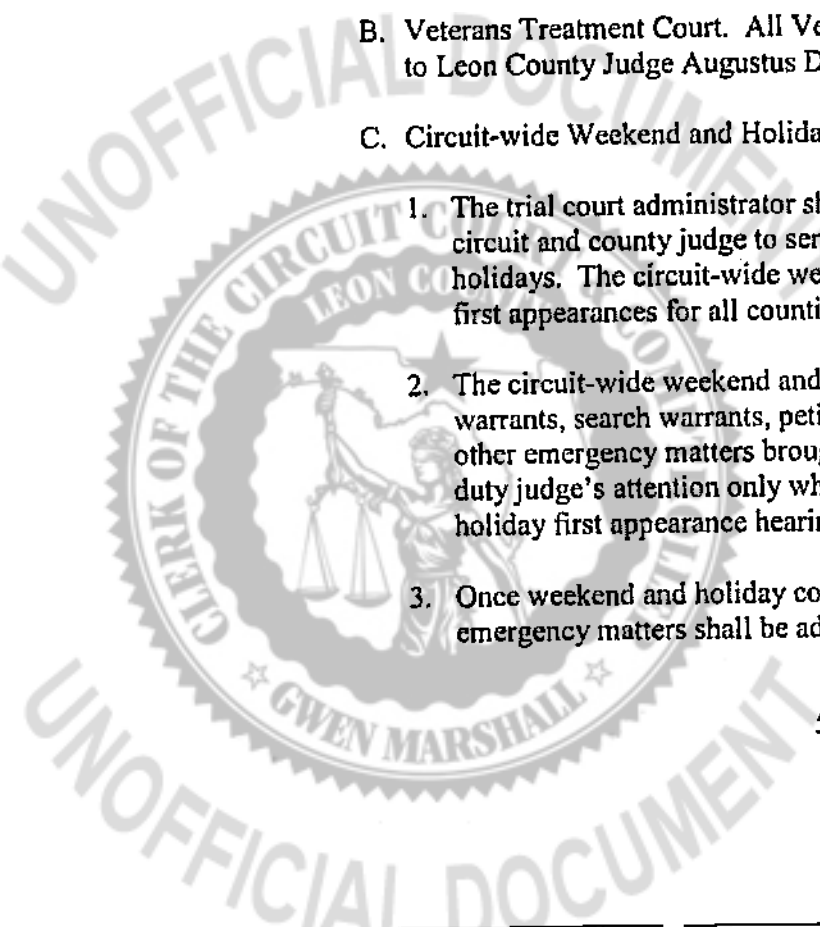 B. Veterans Treatment Court. All Ve
to Leon County Judge Augustus D
C. Circuit-wide Weekend and Holida
1. The trial court administrator sh
circuit and county judge to ser
holidays. The circuit-wide we
first appearances for all counti
2. The circuit-wide weekend and
warrants, search warrants, peti
other emergency matters broug
duty judge's attention only wh
holiday first appearance hearin
3. Once weekend and holiday co
emergency matters shall be ad
5
UNOFFICIAL DOCUMENT
CLERK OF THE CIRCUIT
LEON COUNTY
GWEN MARSHALL
UNOFFICIAL DOCUMENT